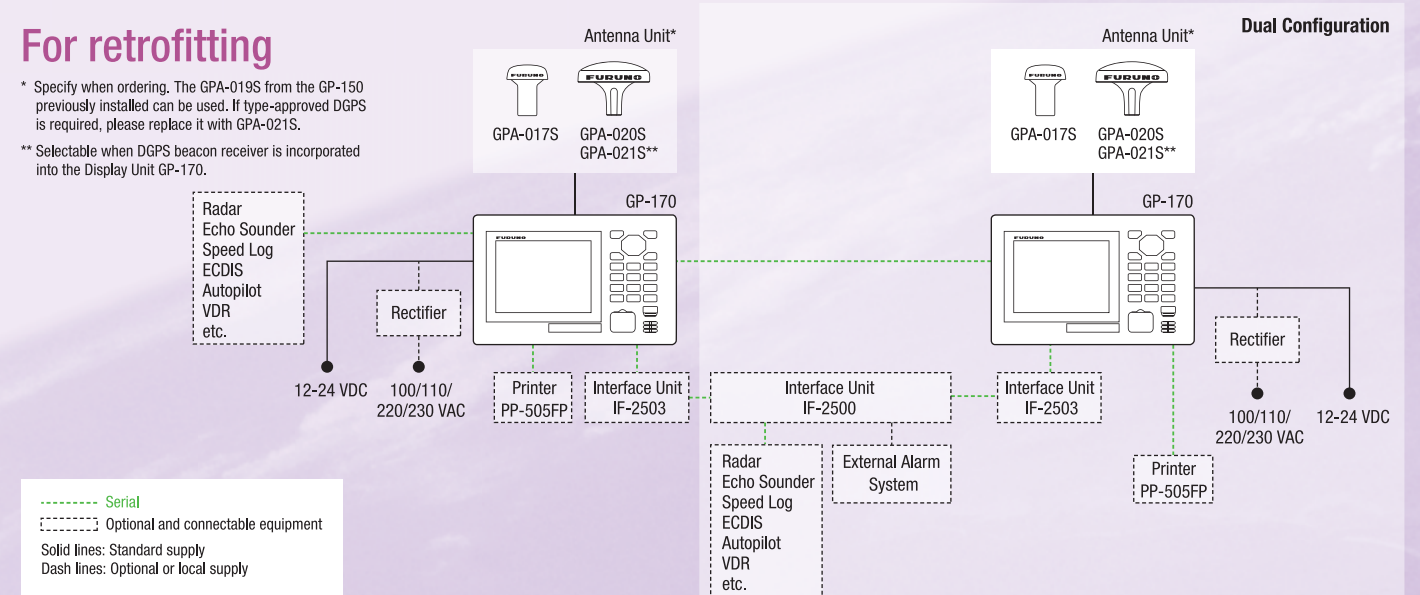 For retrofitting
* Specify when ordering. The GPA-019S from the GP-150
previously installed can be used. If type-approved DGPS
is required, please replace it with GPA-021S.
** Selectable when DGPS beacon receiver is incorporated
into the Display Unit GP-170.
Antenna Unit*
FURUNO
FURUNO
GPA-017S
GPA-020S
GPA-021S**
GP-170
FURUNO
Radar
Echo Sounder
Speed Log
ECDIS
Autopilot
VDR
etc.
Rectifier
12-24 VDC
100/110/
220/230 VAC
Printer
PP-505FP
Interface Unit
IF-2503
Dual Configuration
Antenna Unit*
FURUNO
FURUNO
GPA-017S
GPA-020S
GPA-021S**
GP-170
FURUNO
Interface Unit
IF-2500
Interface Unit
IF-2503
Rectifier
100/110/
220/230 VAC
12-24 VDC
Radar
Echo Sounder
Speed Log
ECDIS
Autopilot
VDR
etc.
External Alarm
System
Printer
PP-505FP
Serial
Optional and connectable equipment
Solid lines: Standard supply
Dash lines: Optional or local supply